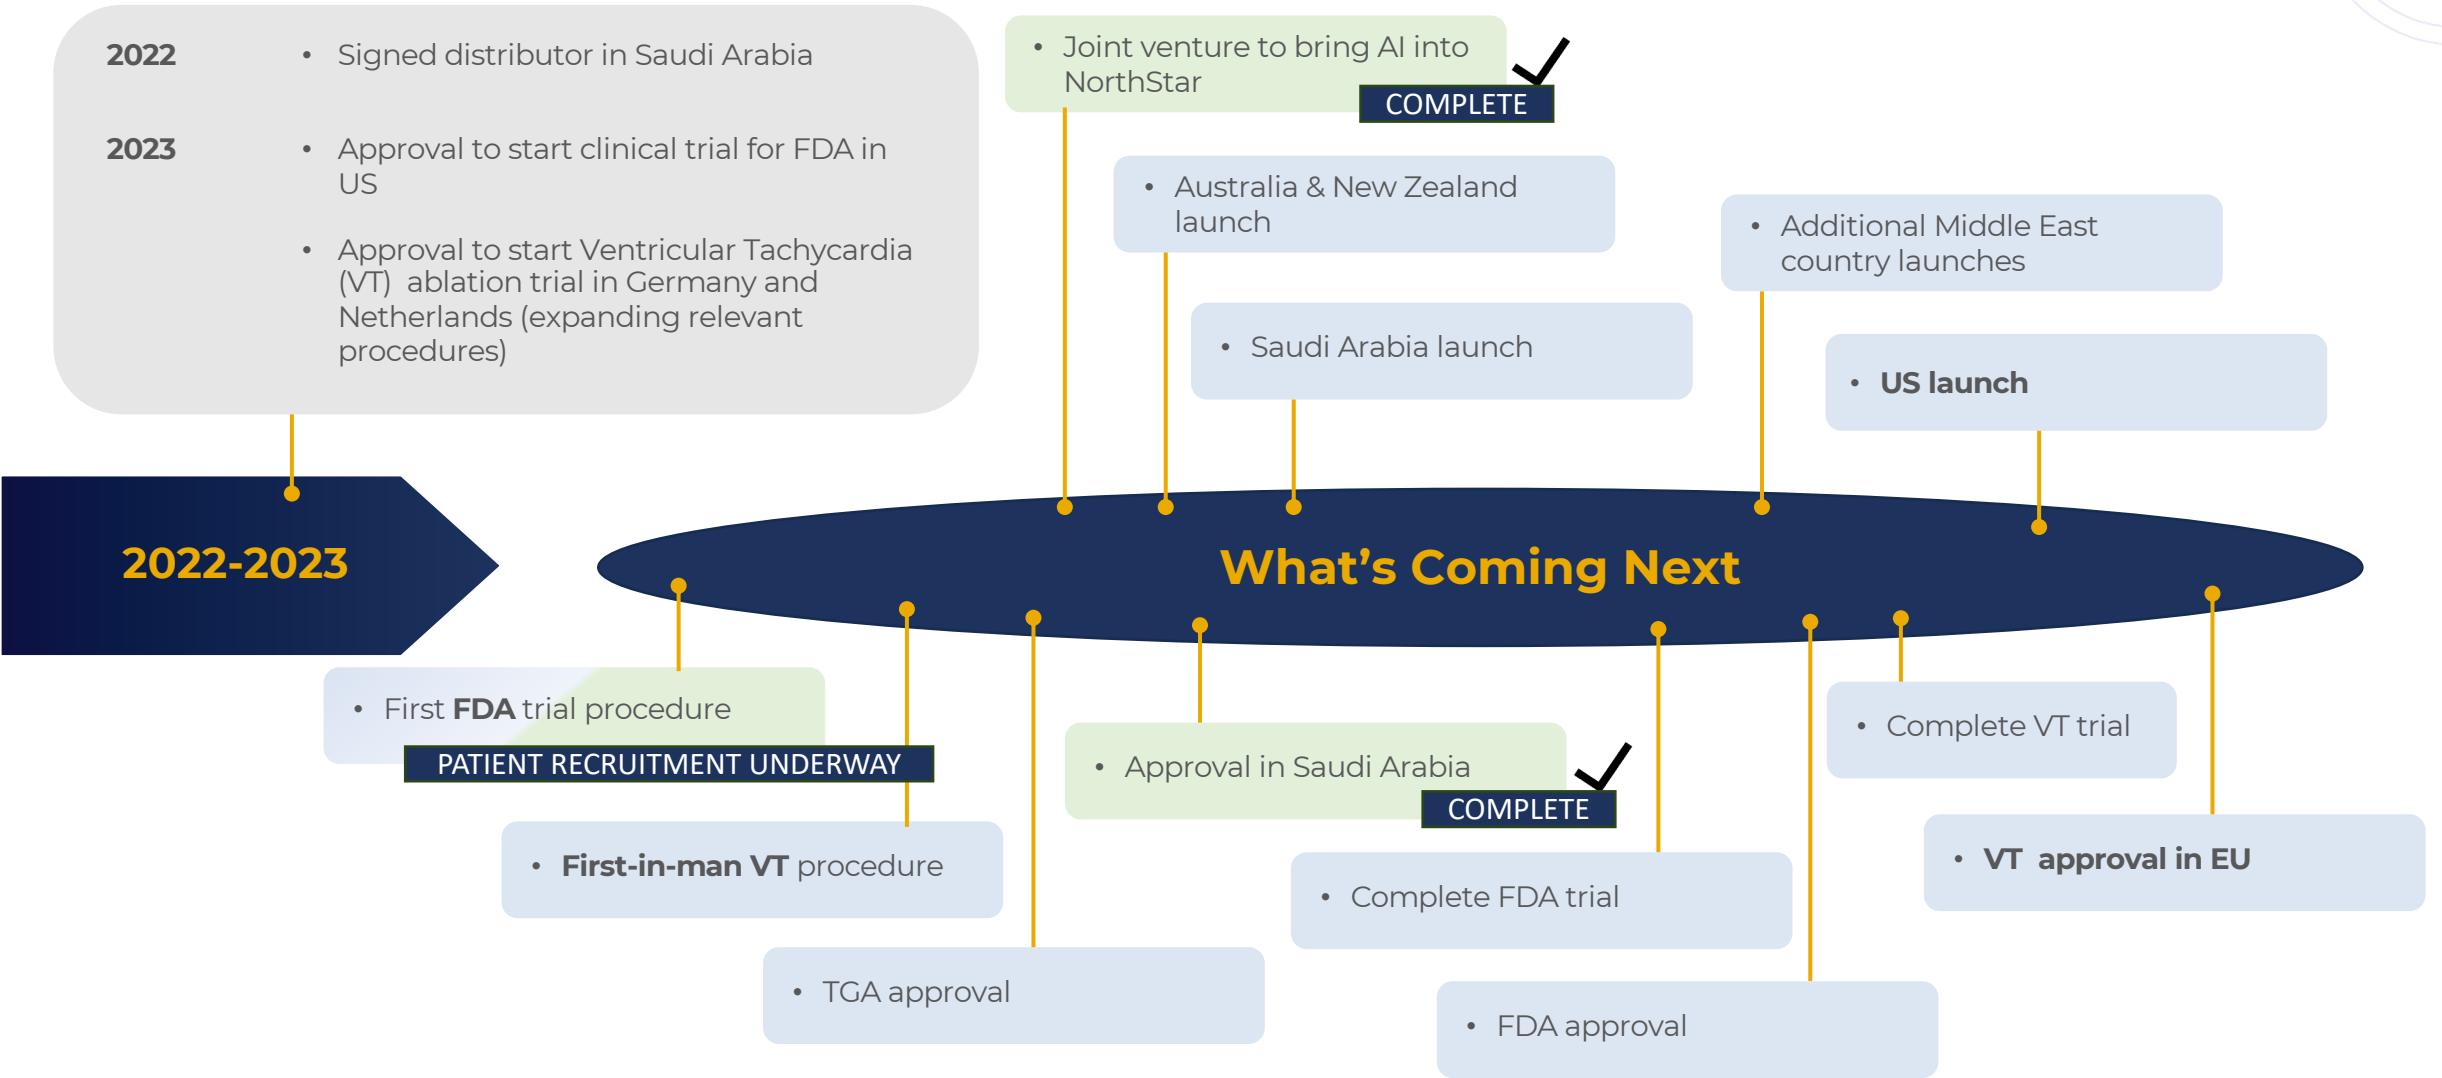 2022
• Signed distributor in Saudi Arabia
2023
• Approval to start clinical trial for FDA in
US
• Approval to start Ventricular Tachycardia
(VT)  ablation trial in Germany and
Netherlands (expanding relevant
procedures)
• Joint venture to bring AI into
NorthStar
COMPLETE
• Australia & New Zealand
launch
• Saudi Arabia launch
• Additional Middle East
country launches
• US launch
2022-2023
What's Coming Next
• First FDA trial procedure
PATIENT RECRUITMENT UNDERWAY
• First-in-man VT procedure
• TGA approval
• Approval in Saudi Arabia
COMPLETE
• Complete FDA trial
• FDA approval
• Complete VT trial
• VT  approval in EU